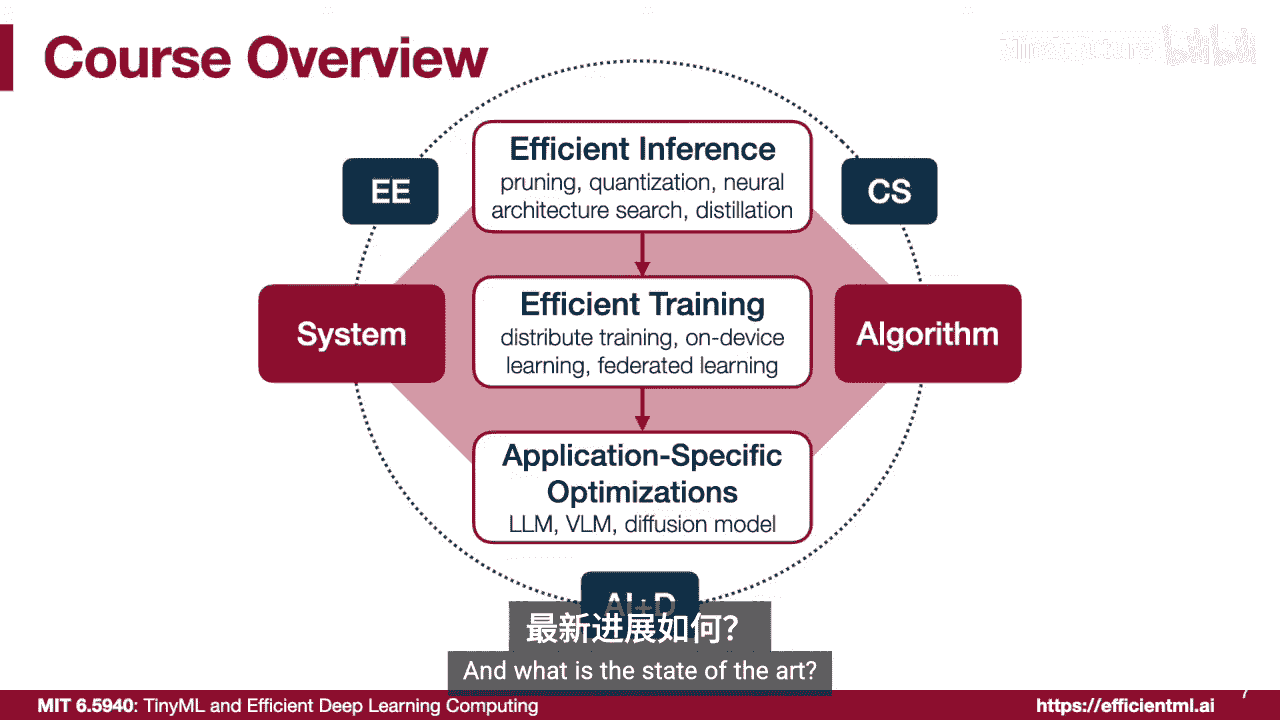 Course Overview
Efficient Inference
pruning, quantization, neural
architecture search, distillation
EE
CS
Efficient Training
distribute training, on-device
learning, federated learning
System
Algorithm
Application-Specific
Optimizations
LLM, VLM, diffusion model
AI+D
最新进展如何？
And what is the state of the art?
MIT 6.5940: TinyML and Efficient Deep Learning Computing
https://efficientml.ai
7